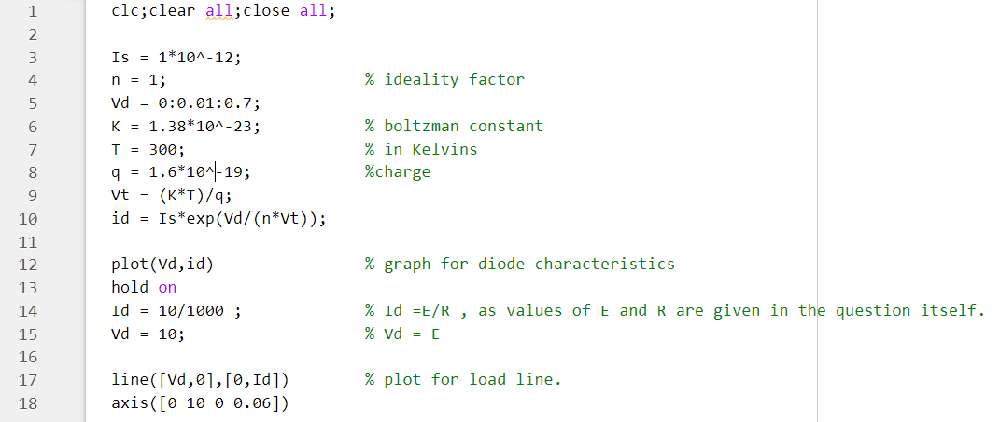 1 clc;clear all;close all;
2
3 Is = 1*10^-12;
4 n = 1; % ideality factor
5 Vd = 0:0.01:0.7;
6 K = 1.38*10^-23; % boltzman constant
7 T = 300; % in Kelvins
8 q = 1.6*10^-19; %charge
9 Vt = (K*T)/q;
10 id = Is*exp(Vd/(n*Vt));
11
12 plot(Vd,id) % graph for diode characteristics
13 hold on
14 Id = 10/1000 ; % Id =E/R , as values of E and R are given in the question itself.
15 Vd = 10; % Vd = E
16
17 line([Vd,0],[0,Id]) % plot for load line.
18 axis([0 10 0 0.06])